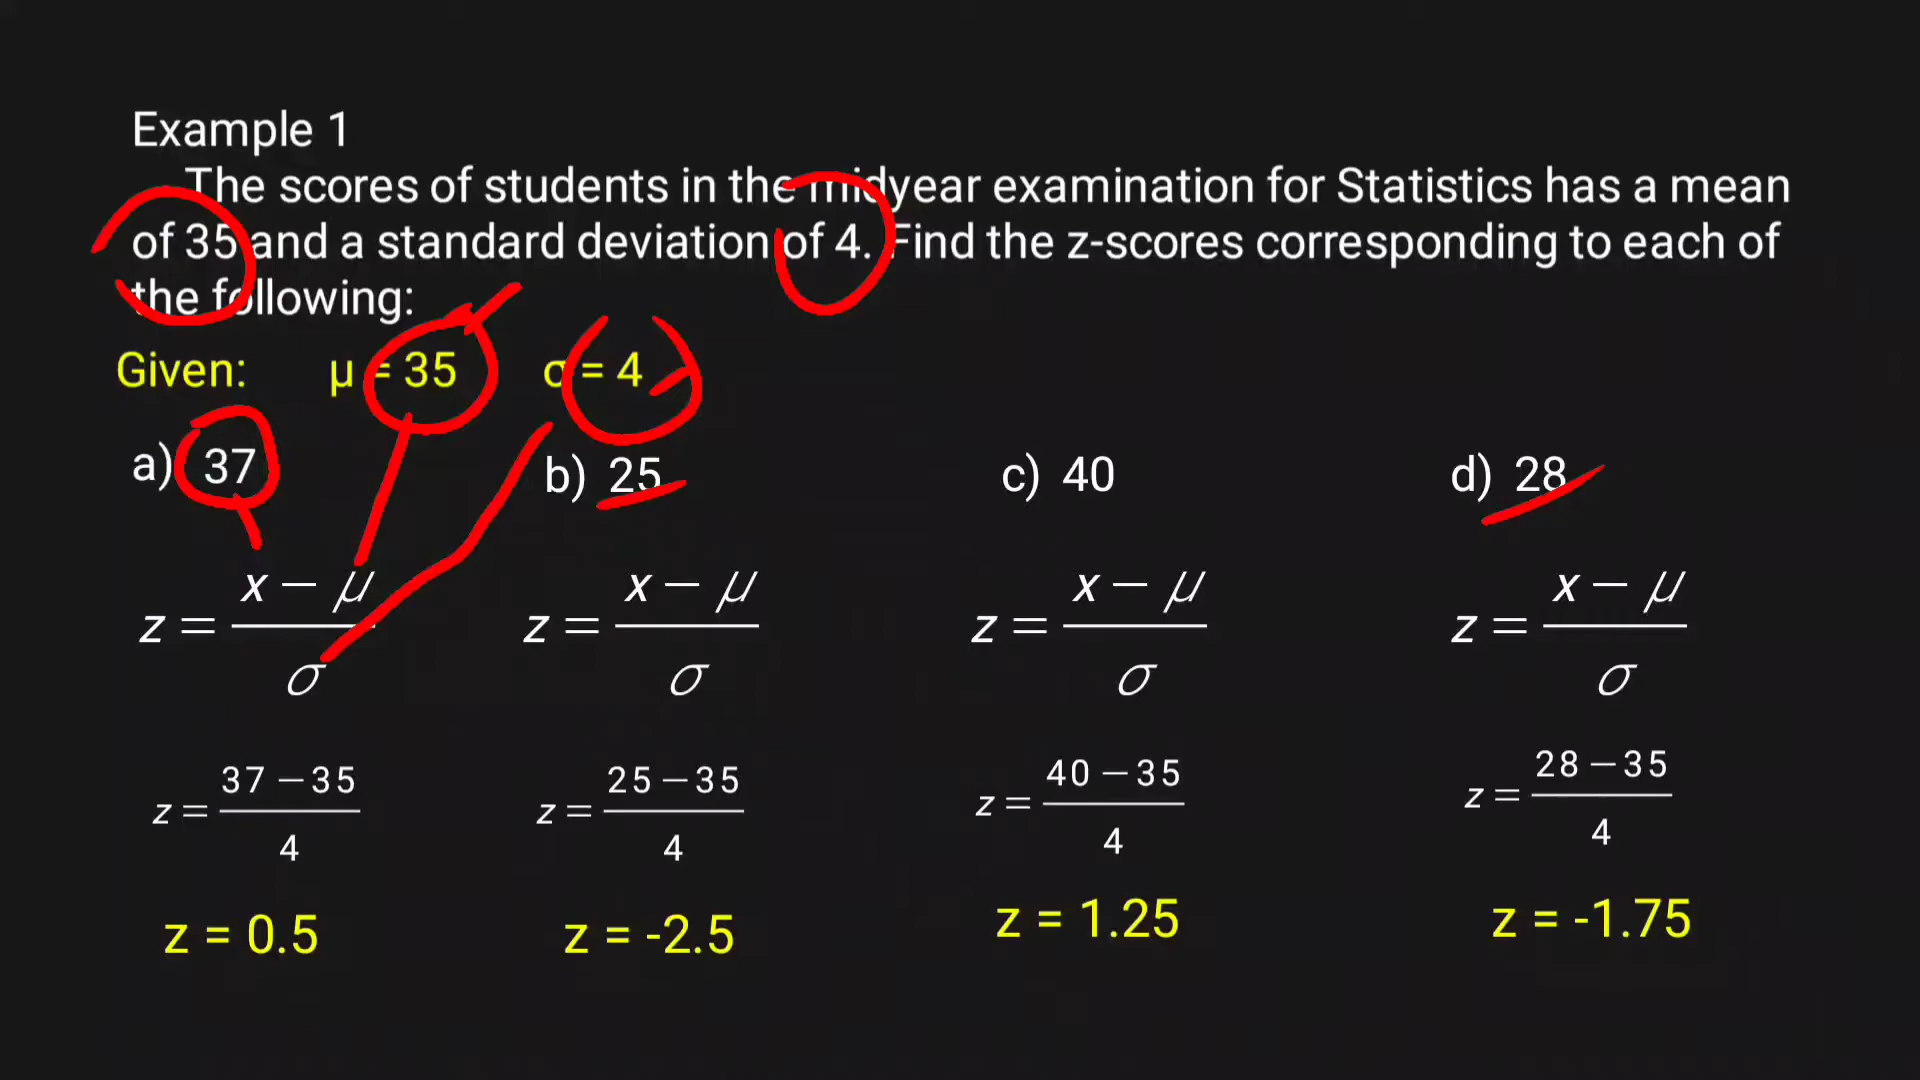 Example 1
The scores of students in the midyear examination for Statistics has a mean
of 35 and a standard deviation of 4. Find the z-scores corresponding to each of
the following:
Given: μ = 35 σ = 4
a) 37 b) 25 c) 40 d) 28
z = (x − μ)/σ z = (x − μ)/σ z = (x − μ)/σ z = (x − μ)/σ
z = (37 − 35)/4 z = (25 − 35)/4 z = (40 − 35)/4 z = (28 − 35)/4
z = 0.5 z = -2.5 z = 1.25 z = -1.75